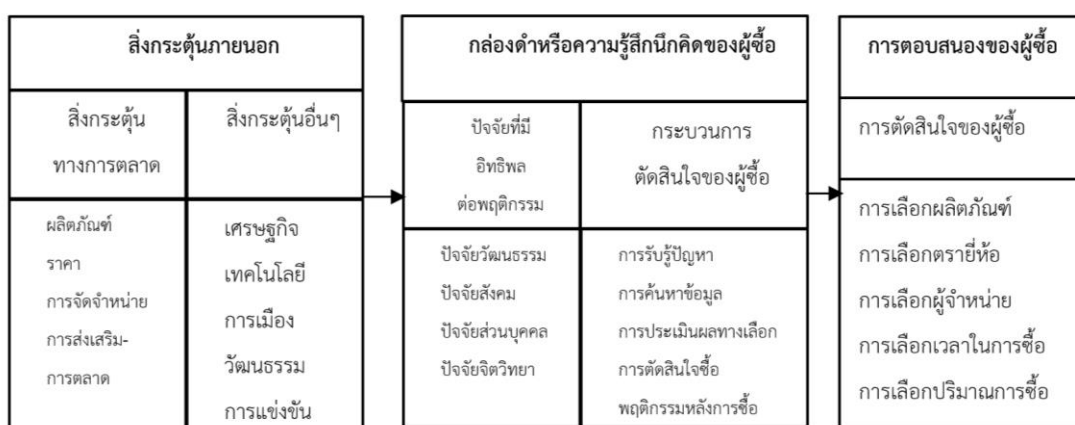 สิ่งกระตุ้นภายนอก
สิ่งกระตุ้น
ทางการตลาด
สิ่งกระตุ้นอื่นๆ
ผลิตภัณฑ์
ราคา
การจัดจำหน่าย
การส่งเสริม-
การตลาด
เศรษฐกิจ
เทคโนโลยี
การเมือง
วัฒนธรรม
การแข่งขัน
กล่องดำหรือความรู้สึกนึกคิดของผู้ซื้อ
ปัจจัยที่มี
อิทธิพล
ต่อพฤติกรรม
กระบวนการ
ตัดสินใจของผู้ซื้อ
ปัจจัยวัฒนธรรม
ปัจจัยสังคม
ปัจจัยส่วนบุคคล
ปัจจัยจิตวิทยา
การรับรู้ปัญหา
การค้นหาข้อมูล
การประเมินผลทางเลือก
การตัดสินใจซื้อ
พฤติกรรมหลังการซื้อ
การตอบสนองของผู้ซื้อ
การตัดสินใจของผู้ซื้อ
การเลือกผลิตภัณฑ์
การเลือกตรายี่ห้อ
การเลือกผู้จำหน่าย
การเลือกเวลาในการซื้อ
การเลือกปริมาณการซื้อ